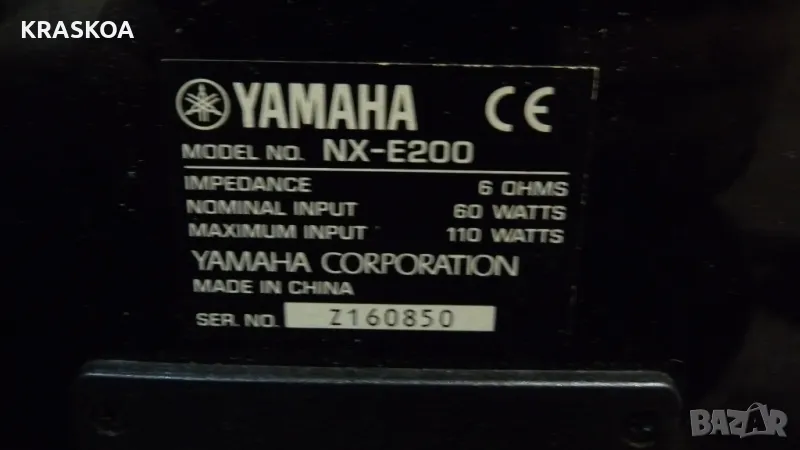 KRASKOA
YAMAHA CE
MODEL NO. NX-E200
IMPEDANCE 6 OHMS
NOMINAL INPUT 60 WATTS
MAXIMUM INPUT 110 WATTS
YAMAHA CORPORATION
MADE IN CHINA
SER. NO. Z160850
BAZAR